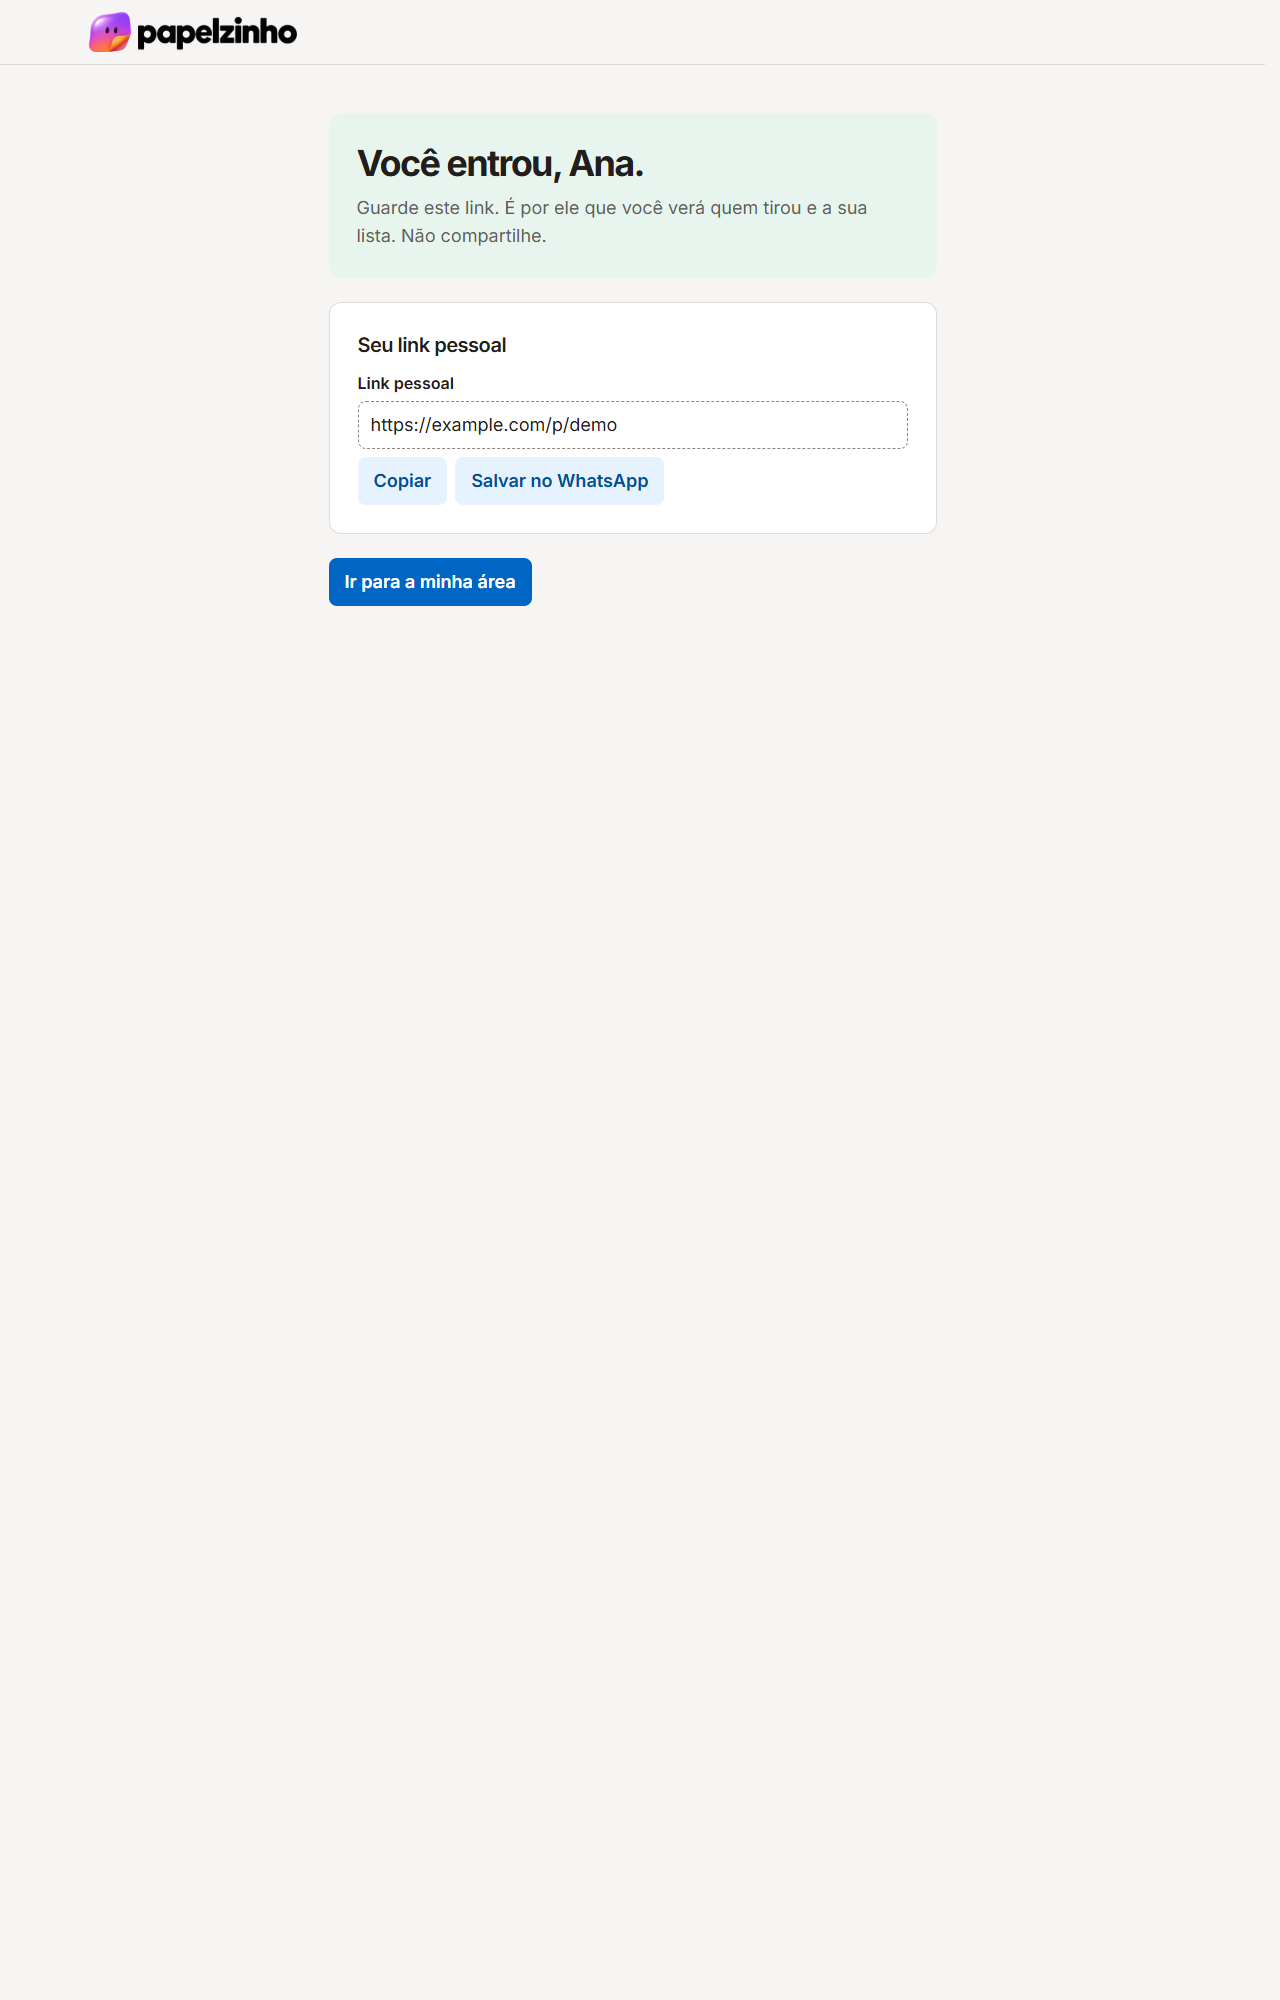 papelzinho
Você entrou, Ana.
Guarde este link. É por ele que você verá quem tirou e a sua
lista. Não compartilhe.
Seu link pessoal
Link pessoal
https://example.com/p/demo
Copiar
Salvar no WhatsApp
Ir para a minha área